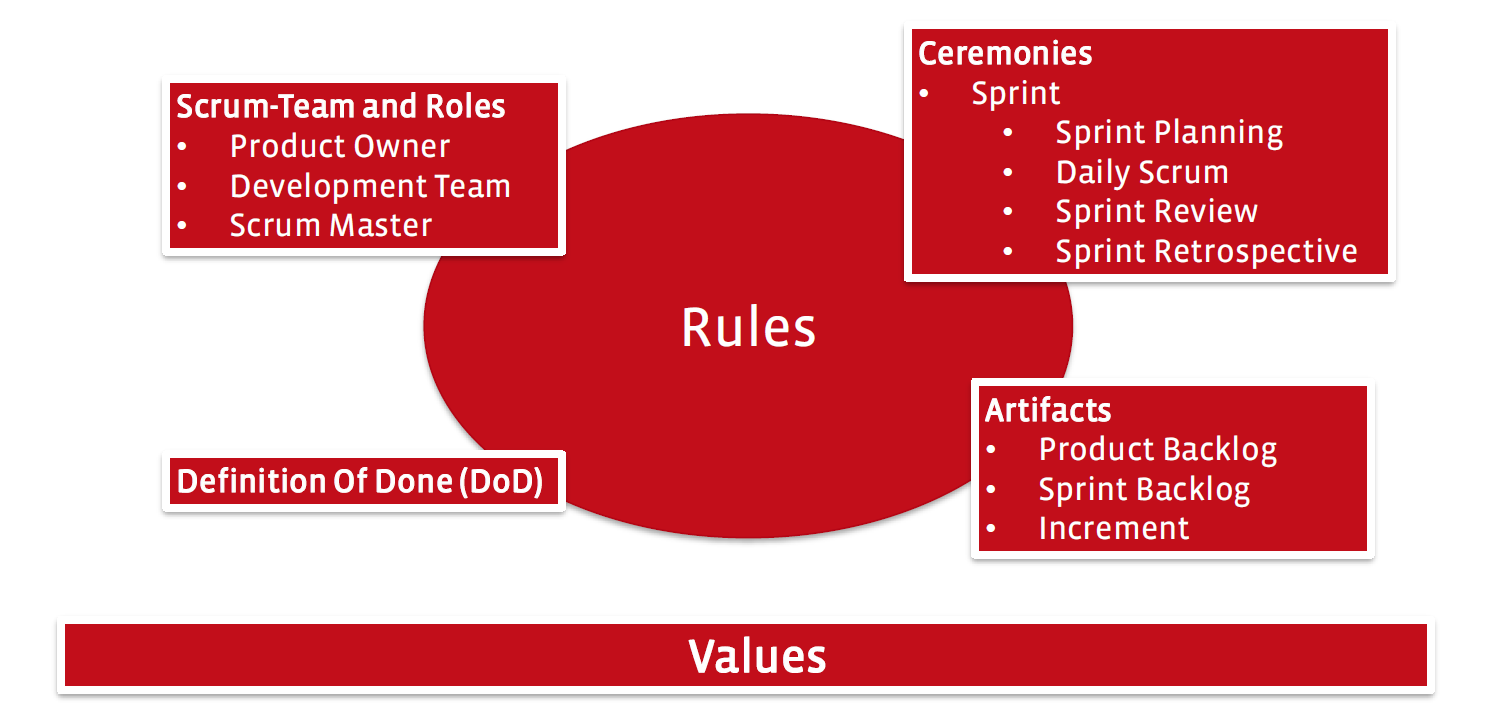 Scrum-Team and Roles
• Product Owner
• Development Team
• Scrum Master
Ceremonies
• Sprint
• Sprint Planning
• Daily Scrum
• Sprint Review
• Sprint Retrospective
Rules
Definition Of Done (DoD)
Artifacts
• Product Backlog
• Sprint Backlog
• Increment
Values